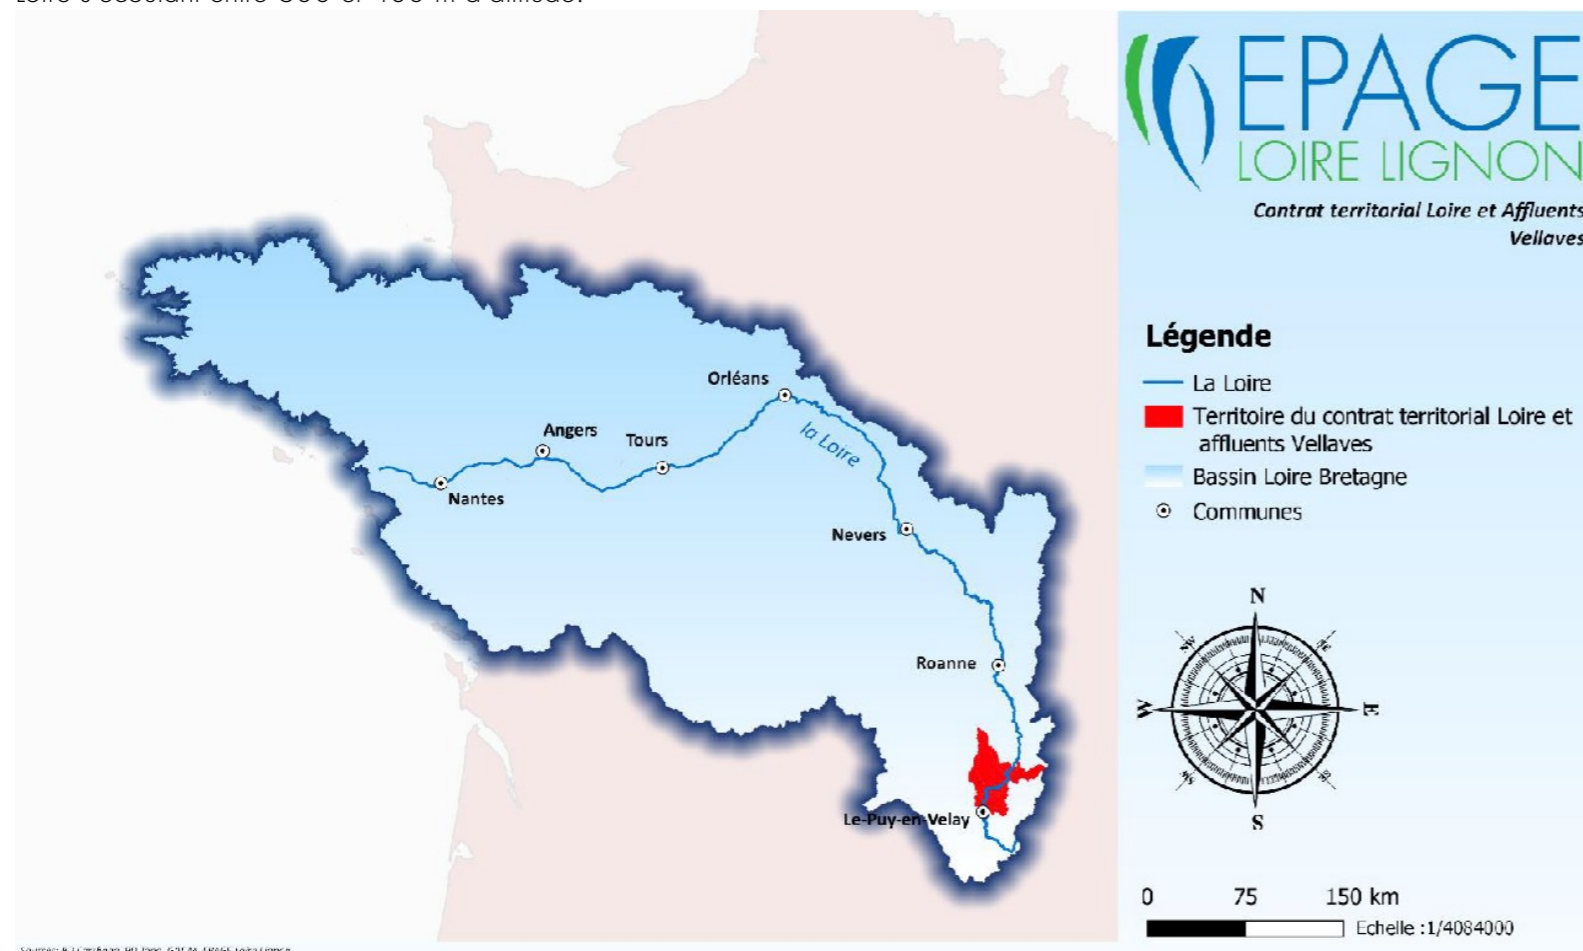 EPAGE
LOIRE LIGNON
Contrat territorial Loire et Affluents
Vellaves
Légende
La Loire
Territoire du contrat territorial Loire et
affluents Vellaves
Bassin Loire Bretagne
Communes
Orléans
Angers
Tours
la Loire
Nantes
Nevers
Roanne
Le-Puy-en-Velay
N
W
E
S
0 75 150 km
Echelle :1/4084000